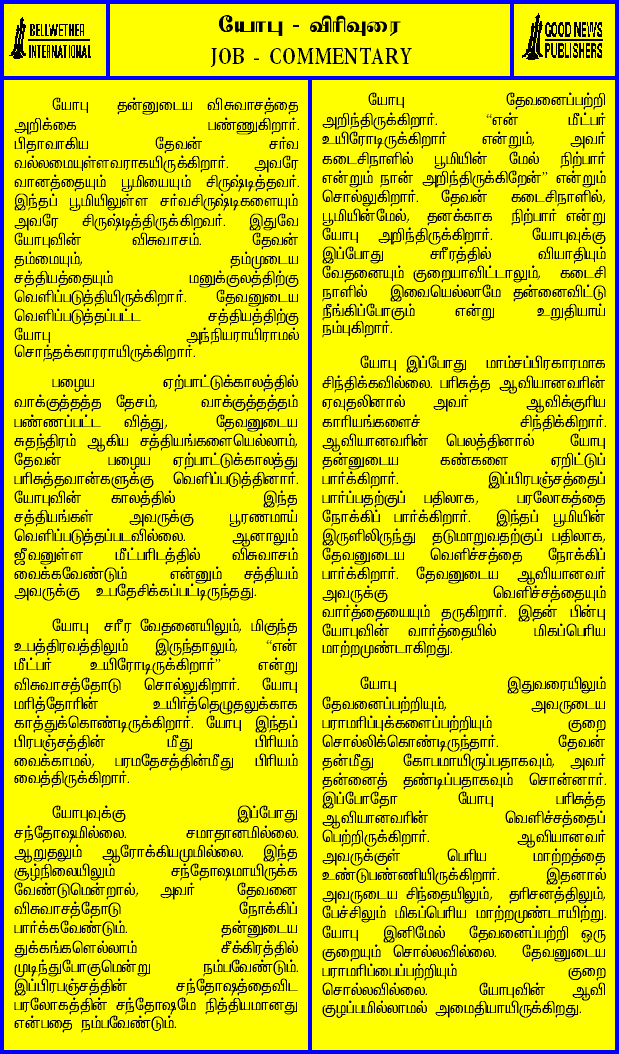 BELLWETHER
INTERNATIONAL
யோபு - விரிவுரை
JOB - COMMENTARY
GOOD NEWS
PUBLISHERS
யோபு தன்னுடைய விசுவாசத்தை
அறிக்கை பண்ணுகிறார்.
பிதாவாகிய தேவன் சர்வ
வல்லமையுள்ளவராகயிருக்கிறார். அவரே
வானத்தையும் பூமியையும் சிருஷ்டித்தவர்.
இந்தப் பூமியிலுள்ள சர்வசிருஷ்டிகளையும்
அவரே சிருஷ்டித்திருக்கிறவர். இதுவே
யோபுவின் விசுவாசம். தேவன்
தம்மையும், தம்முடைய
சத்தியத்தையும் மனுக்குலத்திற்கு
வெளிப்படுத்தியிருக்கிறார். தேவனுடைய
வெளிப்படுத்தப்பட்ட சத்தியத்திற்கு
யோபு அந்நியராயிராமல்
சொந்தக்காரராயிருக்கிறார்.
பழைய ஏற்பாட்டுக்காலத்தில்
வாக்குத்தத்த தேசம், வாக்குத்தத்தம்
பண்ணப்பட்ட வித்து, தேவனுடைய
சுதந்திரம் ஆகிய சத்தியங்களையெல்லாம்,
தேவன் பழைய ஏற்பாட்டுக்காலத்து
பரிசுத்தவான்களுக்கு வெளிப்படுத்தினார்.
யோபுவின் காலத்தில் இந்த
சத்தியங்கள் அவருக்கு பூரணமாய்
வெளிப்படுத்தப்படவில்லை. ஆனாலும்
ஜீவனுள்ள மீட்பரிடத்தில் விசுவாசம்
வைக்கவேண்டும் என்னும் சத்தியம்
அவருக்கு உபதேசிக்கப்பட்டிருந்தது.
யோபு சரீர வேதனையிலும், மிகுந்த
உபத்திரவத்திலும் இருந்தாலும், “என்
மீட்பர் உயிரோடிருக்கிறார்” என்று
விசுவாசத்தோடு சொல்லுகிறார். யோபு
மரித்தோரின் உயிர்த்தெழுதலுக்காக
காத்துக்கொண்டிருக்கிறார். யோபு இந்தப்
பிரபஞ்சத்தின் மீது பிரியம்
வைக்காமல், பரமதேசத்தின்மீது பிரியம்
வைத்திருக்கிறார்.
யோபுவுக்கு இப்போது
சந்தோஷமில்லை. சமாதானமில்லை.
ஆறுதலும் ஆரோக்கியமுமில்லை. இந்த
சூழ்நிலையிலும் சந்தோஷமாயிருக்க
வேண்டுமென்றால், அவர் தேவனை
விசுவாசத்தோடு நோக்கிப்
பார்க்கவேண்டும். தன்னுடைய
துக்கங்களெல்லாம் சீக்கிரத்தில்
முடிந்துபோகுமென்று நம்பவேண்டும்.
இப்பிரபஞ்சத்தின் சந்தோஷத்தைவிட
பரலோகத்தின் சந்தோஷமே நித்தியமானது
என்பதை நம்பவேண்டும்.
யோபு தேவனைப்பற்றி
அறிந்திருக்கிறார். “என் மீட்பர்
உயிரோடிருக்கிறார் என்றும், அவர்
கடைசிநாளில் பூமியின் மேல் நிற்பார்
என்றும் நான் அறிந்திருக்கிறேன்” என்றும்
சொல்லுகிறார். தேவன் கடைசிநாளில்,
பூமியின்மேல், தனக்காக நிற்பார் என்று
யோபு அறிந்திருக்கிறார். யோபுவுக்கு
இப்போது சரீரத்தில் வியாதியும்
வேதனையும் குறையாவிட்டாலும், கடைசி
நாளில் இவையெல்லாமே தன்னைவிட்டு
நீங்கிப்போகும் என்று உறுதியாய்
நம்புகிறார்.
யோபு இப்போது மாம்சப்பிரகாரமாக
சிந்திக்கவில்லை. பரிசுத்த ஆவியானவரின்
ஏவுதலினால் அவர் ஆவிக்குரிய
காரியங்களைச் சிந்திக்கிறார்.
ஆவியானவரின் பெலத்தினால் யோபு
தன்னுடைய கண்களை ஏறிட்டுப்
பார்க்கிறார். இப்பிரபஞ்சத்தைப்
பார்ப்பதற்குப் பதிலாக, பரலோகத்தை
நோக்கிப் பார்க்கிறார். இந்தப் பூமியின்
இருளிலிருந்து தடுமாறுவதற்குப் பதிலாக,
தேவனுடைய வெளிச்சத்தை நோக்கிப்
பார்க்கிறார். தேவனுடைய ஆவியானவர்
அவருக்கு வெளிச்சத்தையும்
வார்த்தையையும் தருகிறார். இதன் பின்பு
யோபுவின் வார்த்தையில் மிகப்பெரிய
மாற்றமுண்டாகிறது.
யோபு இதுவரையிலும்
தேவனைப்பற்றியும், அவருடைய
பராமரிப்புக்களைப்பற்றியும் குறை
சொல்லிக்கொண்டிருந்தார். தேவன்
தன்மீது கோபமாயிருப்பதாகவும், அவர்
தன்னைத் தண்டிப்பதாகவும் சொன்னார்.
இப்போதோ யோபு பரிசுத்த
ஆவியானவரின் வெளிச்சத்தைப்
பெற்றிருக்கிறார். ஆவியானவர்
அவருக்குள் பெரிய மாற்றத்தை
உண்டுபண்ணியிருக்கிறார். இதனால்
அவருடைய சிந்தையிலும், தரிசனத்திலும்,
பேச்சிலும் மிகப்பெரிய மாற்றமுண்டாயிற்று.
யோபு இனிமேல் தேவனைப்பற்றி ஒரு
குறையும் சொல்லவில்லை. தேவனுடைய
பராமரிப்பைப்பற்றியும் குறை
சொல்லவில்லை. யோபுவின் ஆவி
குழப்பமில்லாமல் அமைதியாயிருக்கிறது.